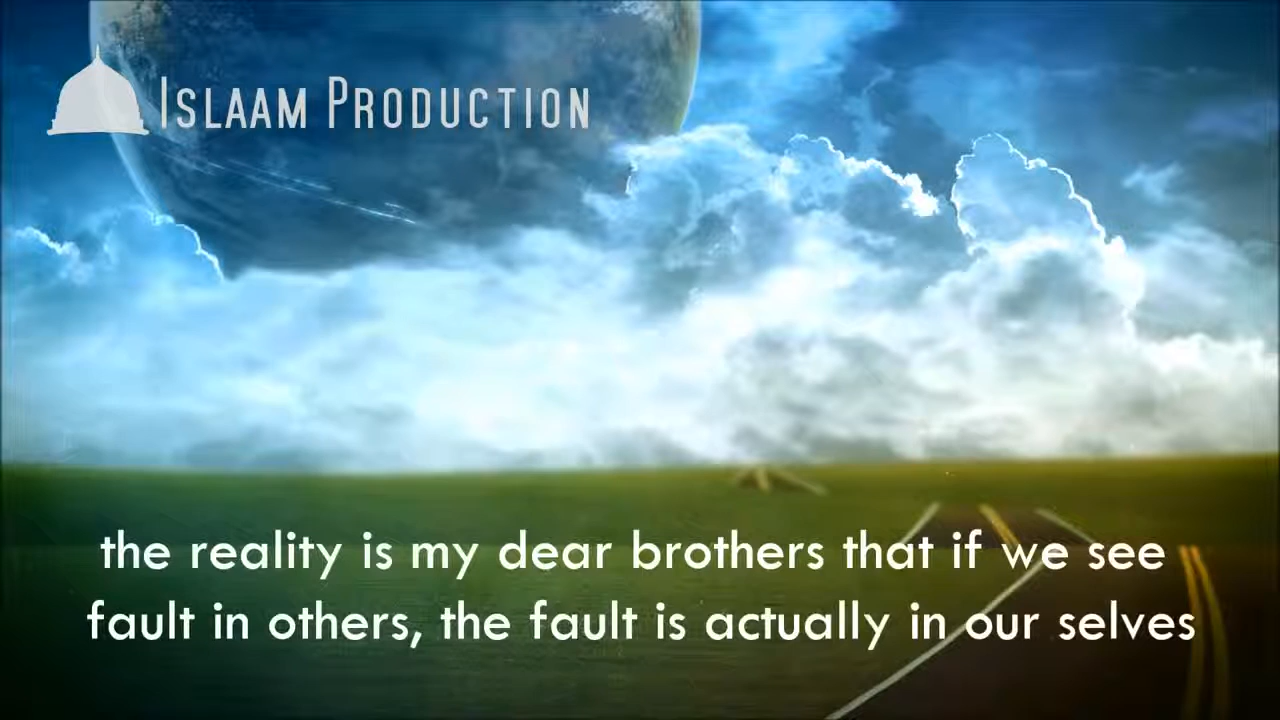 Islaam Production
the reality is my dear brothers that if we see
fault in others, the fault is actually in our selves